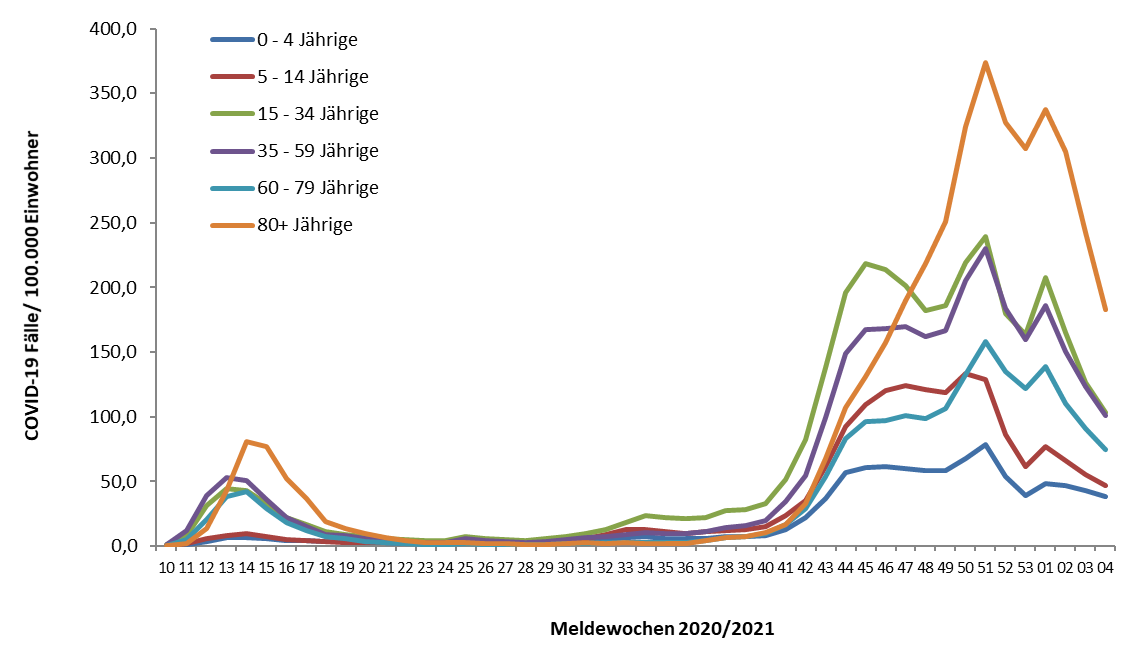 400,0
350,0
300,0
250,0
200,0
150,0
100,0
50,0
0,0
COVID-19 Fälle/ 100.000 Einwohner
0 - 4 Jährige
5 - 14 Jährige
15 - 34 Jährige
35 - 59 Jährige
60 - 79 Jährige
80+ Jährige
10 11 12 13 14 15 16 17 18 19 20 21 22 23 24 25 26 27 28 29 30 31 32 33 34 35 36 37 38 39 40 41 42 43 44 45 46 47 48 49 50 51 52 53 01 02 03 04
Meldewochen 2020/2021